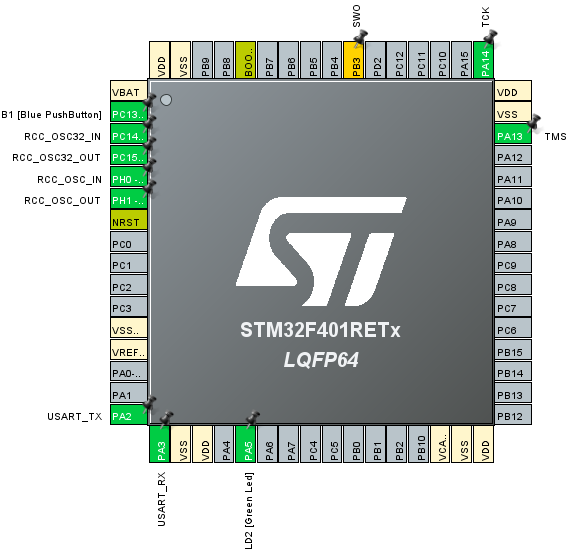 SWO
TCK
VDD
VSS
PB9
PB8
BOO..
PB7
PB6
PB5
PB4
PB3
PD2
PC12
PC11
PC10
PA15
PA14
VBAT
B1 [Blue PushButton] PC13..
RCC_OSC32_IN PC14..
RCC_OSC32_OUT PC15..
RCC_OSC_IN PH0 -..
RCC_OSC_OUT PH1 -..
NRST
PC0
PC1
PC2
PC3
VSS..
VREF..
PA0-..
PA1
USART_TX PA2
VDD
VSS
PA13 TMS
PA12
PA11
PA10
PA9
PA8
PC9
PC8
PC7
PC6
PB15
PB14
PB13
PB12
ST
STM32F401RETx
LQFP64
PA3
VSS
VDD
PA4
PA5
PA6
PA7
PC4
PC5
PB0
PB1
PB2
PB10
VCA..
VSS
VDD
USART_RX
LD2 [Green Led]